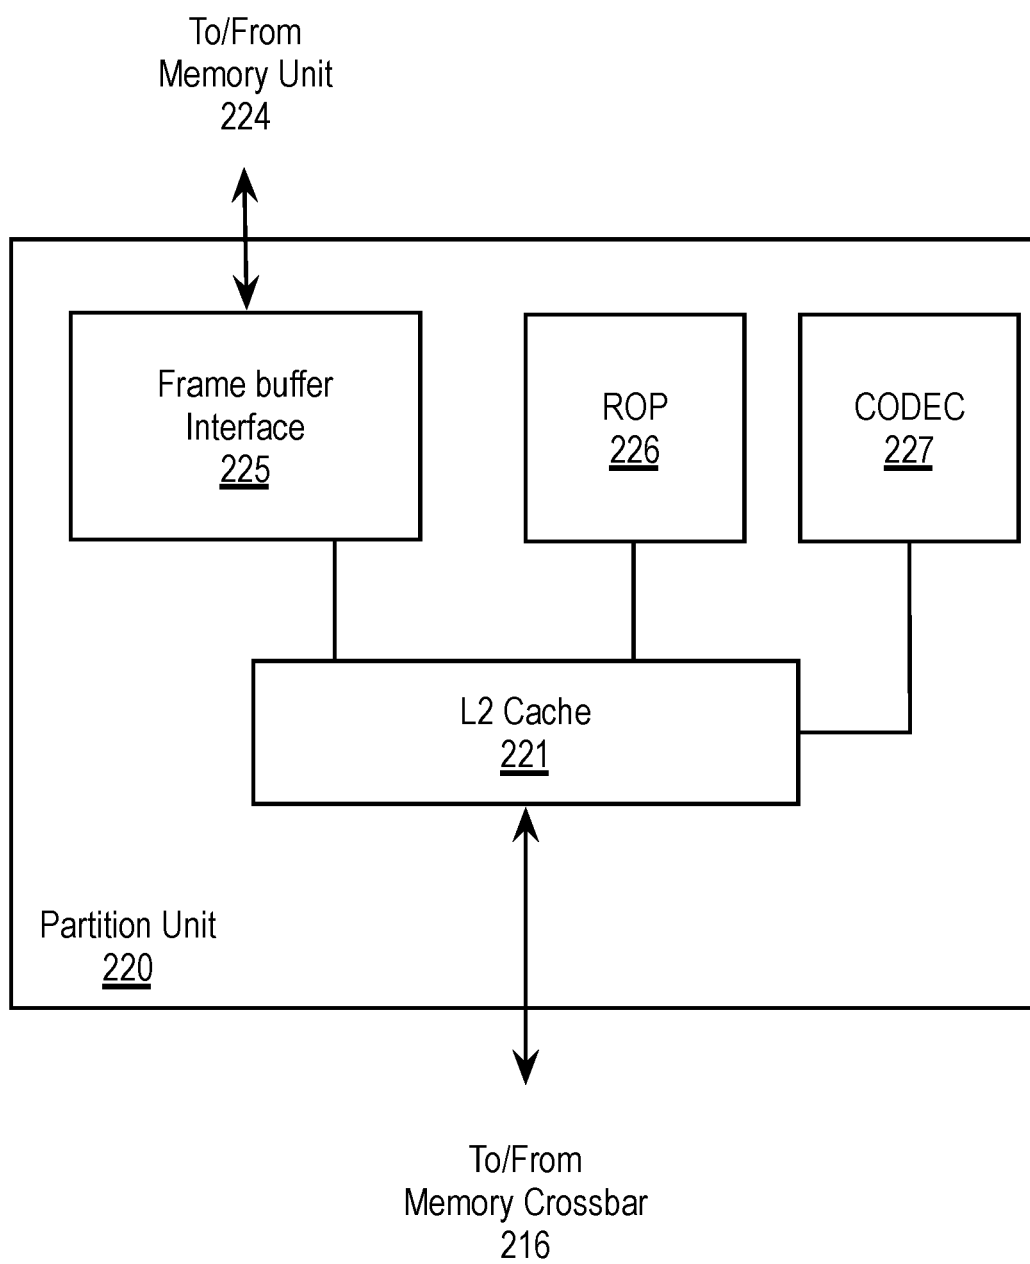 To/From
Memory Unit
224
Frame buffer
Interface
225
ROP
226
CODEC
227
L2 Cache
221
Partition Unit
220
To/From
Memory Crossbar
216